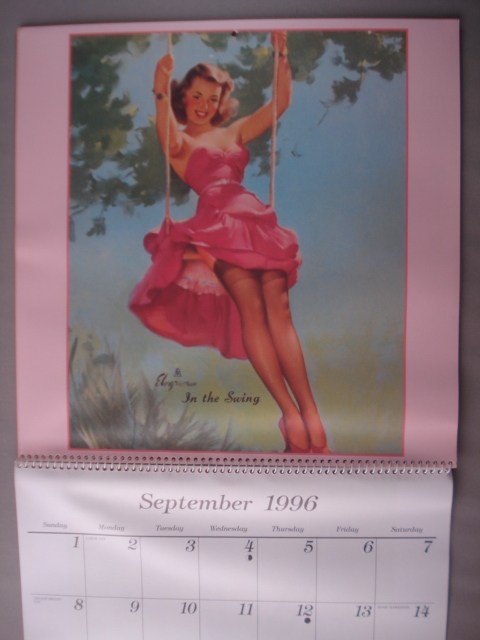 Elvgren
In the Swing
September 1996
Sunday Monday Tuesday Wednesday Thursday Friday Saturday
1 2 3 4 5 6 7
8 9 10 11 12 13 14